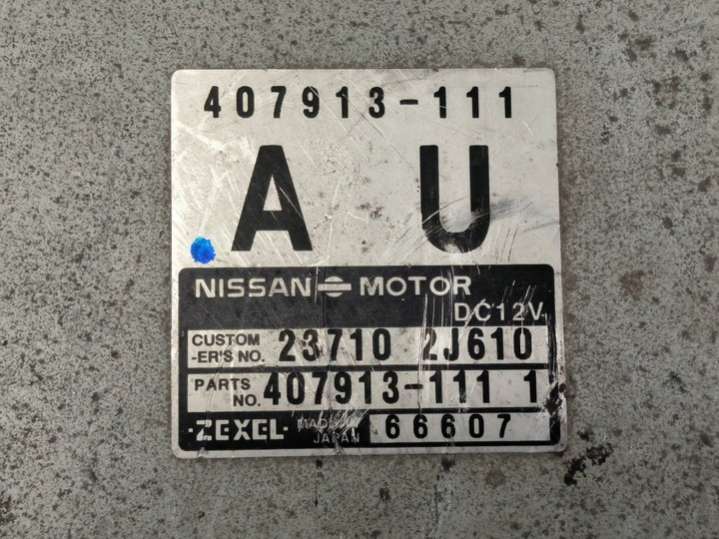 407913-111
A U
NISSAN MOTOR
DC12V
CUSTOM
-ER'S NO. 23710 2J610
PARTS
NO. 407913-111 1
·ZEXEL· MADE IN
JAPAN 66607